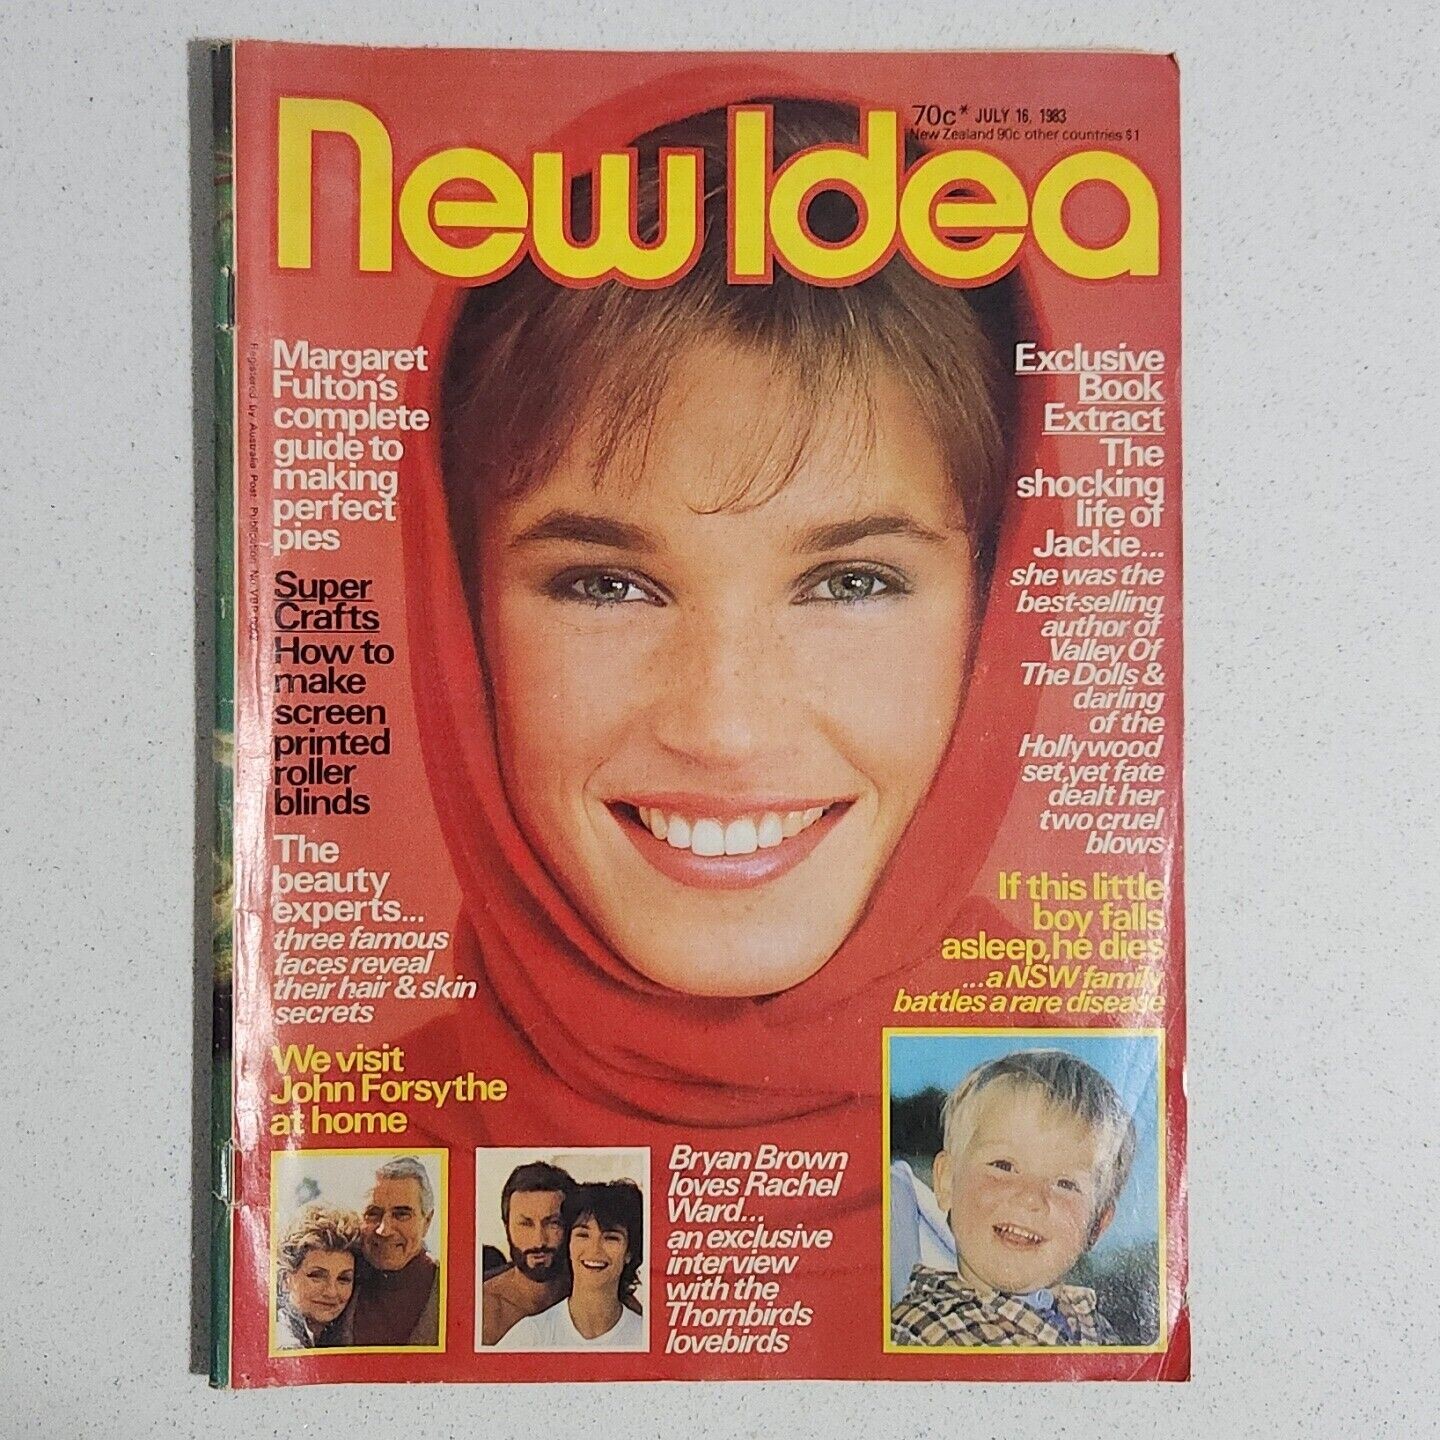 70c* JULY 16, 1983
New Zealand 90c other countries $1
New Idea
Registered by Australia Post Publication No.
Margaret
Fulton's
complete
guide to
making
perfect
pies
Super
Crafts
How to
make
screen
printed
roller
blinds
The
beauty
experts...
three famous
faces reveal
their hair & skin
secrets
We visit
John Forsythe
at home
Bryan Brown
loves Rachel
Ward...
an exclusive
interview
with the
Thornbirds
lovebirds
Exclusive
Book
Extract
The
shocking
life of
Jackie...
she was the
best-selling
author of
Valley Of
The Dolls &
darling
of the
Hollywood
set, yet fate
dealt her
two cruel
blows
If this little
boy falls
asleep, he dies
...a NSW family
battles a rare disease